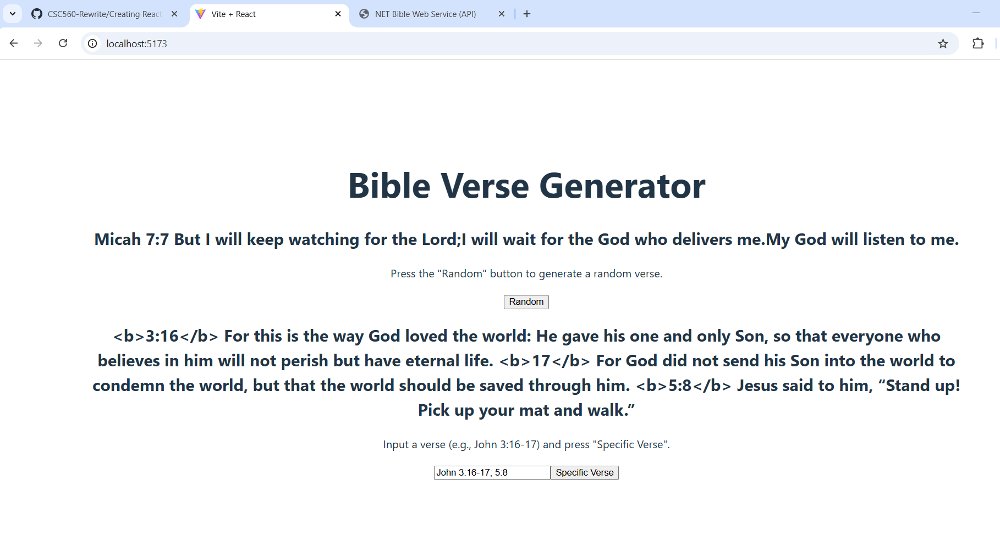 CSC560-Rewrite/Creating React
Vite + React
NET Bible Web Service (API)
localhost:5173
Bible Verse Generator
Micah 7:7 But I will keep watching for the Lord;I will wait for the God who delivers me.My God will listen to me.
Press the "Random" button to generate a random verse.
Random
<b>3:16</b> For this is the way God loved the world: He gave his one and only Son, so that everyone who
believes in him will not perish but have eternal life. <b>17</b> For God did not send his Son into the world to
condemn the world, but that the world should be saved through him. <b>5:8</b> Jesus said to him, “Stand up!
Pick up your mat and walk.”
Input a verse (e.g., John 3:16-17) and press "Specific Verse".
John 3:16-17; 5:8 Specific Verse